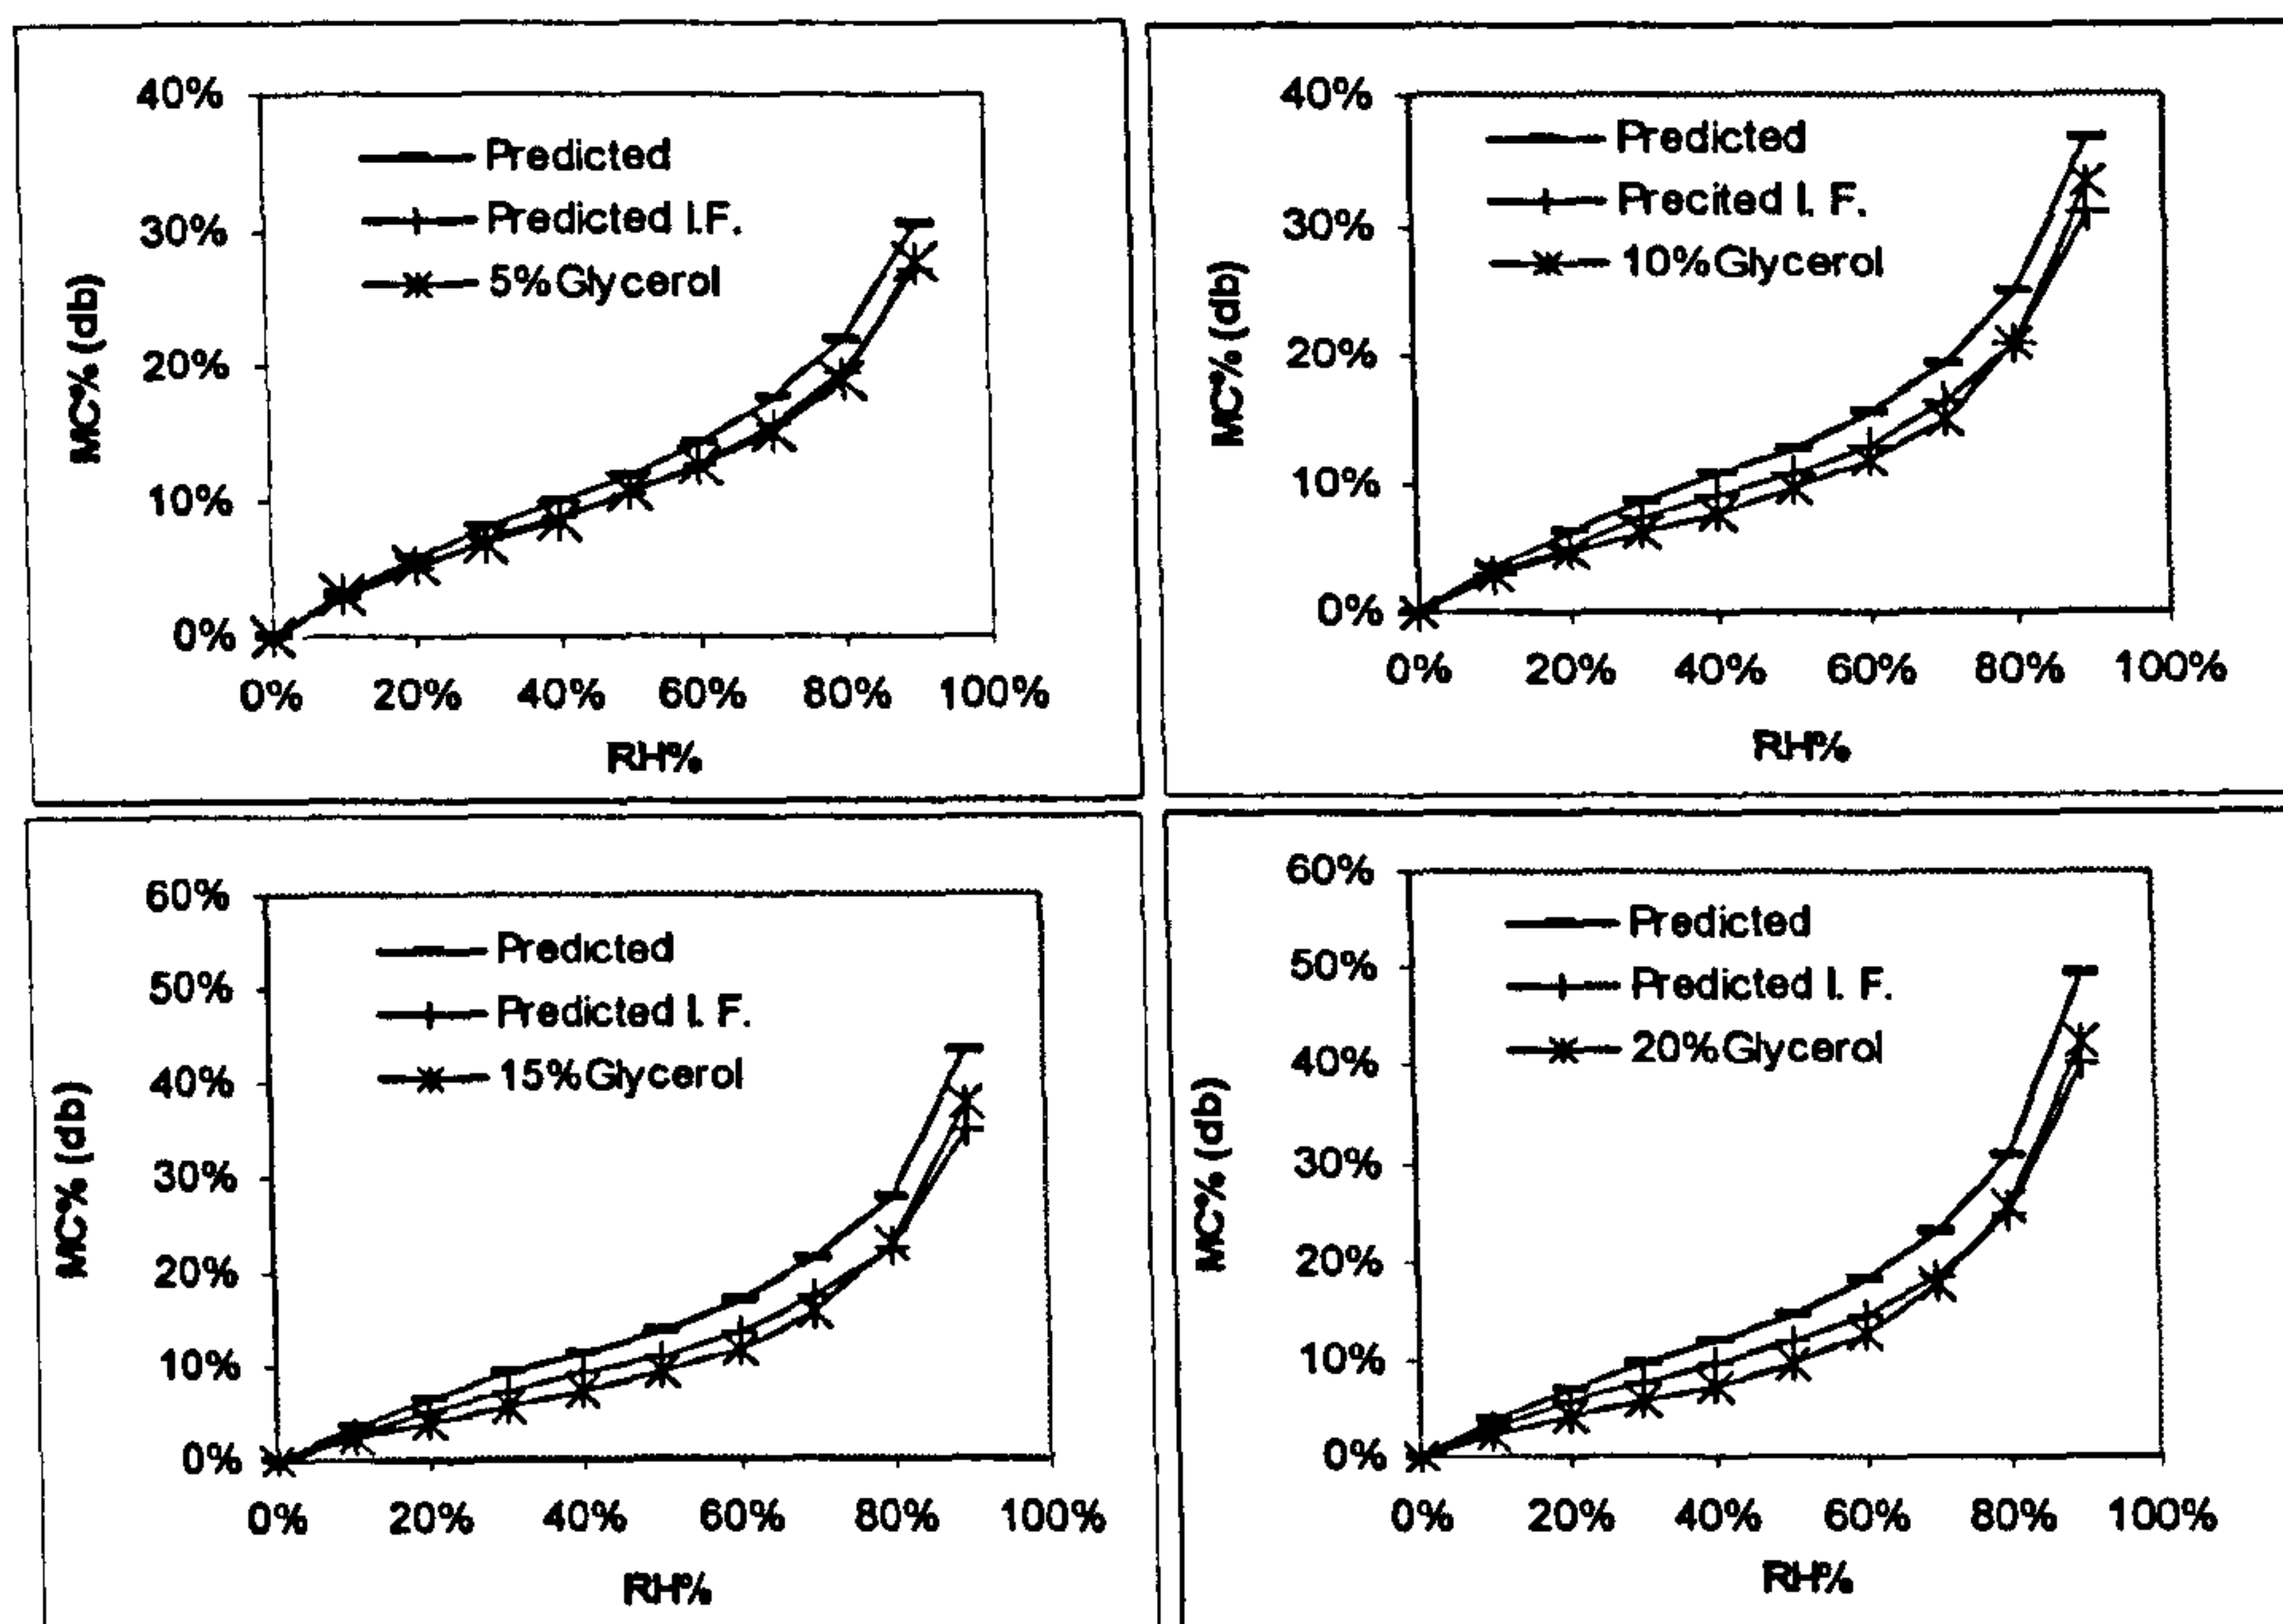 40%
30%
20%
10%
0%
MC% (db)
Predicted
Predicted I.F.
5%Glycerol
0% 20% 40% 60% 80% 100%
RH%
40%
30%
20%
10%
0%
MC% (db)
Predicted
Precited I. F.
10%Glycerol
0% 20% 40% 60% 80% 100%
RH%
60%
50%
40%
30%
20%
10%
0%
MC% (db)
Predicted
Predicted I. F.
15%Glycerol
0% 20% 40% 60% 80% 100%
RH%
60%
50%
40%
30%
20%
10%
0%
MC% (db)
Predicted
Predicted I. F.
20%Glycerol
0% 20% 40% 60% 80% 100%
RH%